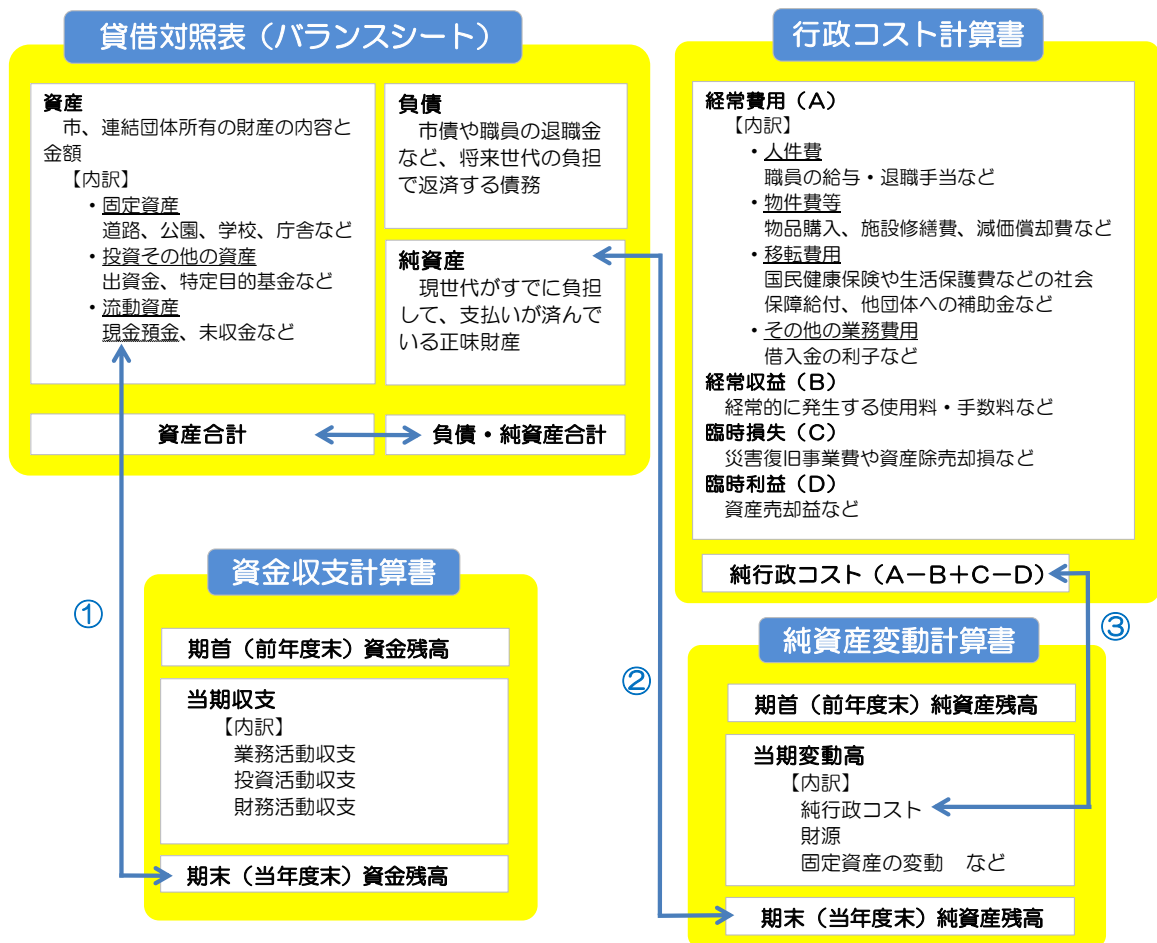 貸借対照表（バランスシート）
資産
市、連結団体所有の財産の内容と
金額
【内訳】
・固定資産
道路、公園、学校、庁舎など
・投資その他の資産
出資金、特定目的基金など
・流動資産
現金預金、未収金など
負債
市債や職員の退職金
など、将来世代の負担
で返済する債務
純資産
現世代がすでに負担
して、支払いが済んで
いる正味財産
資産合計
負債・純資産合計
行政コスト計算書
経常費用（A）
【内訳】
・人件費
職員の給与・退職手当など
・物件費等
物品購入、施設修繕費、減価償却費など
・移転費用
国民健康保険や生活保護費などの社会
保障給付、他団体への補助金など
・その他の業務費用
借入金の利子など
経常収益（B）
経常的に発生する使用料・手数料など
臨時損失（C）
災害復旧事業費や資産除売却損など
臨時利益（D）
資産売却益など
純行政コスト（A－B＋C－D）
①
資金収支計算書
期首（前年度末）資金残高
当期収支
【内訳】
業務活動収支
投資活動収支
財務活動収支
期末（当年度末）資金残高
②
③
純資産変動計算書
期首（前年度末）純資産残高
当期変動高
【内訳】
純行政コスト
財源
固定資産の変動　など
期末（当年度末）純資産残高